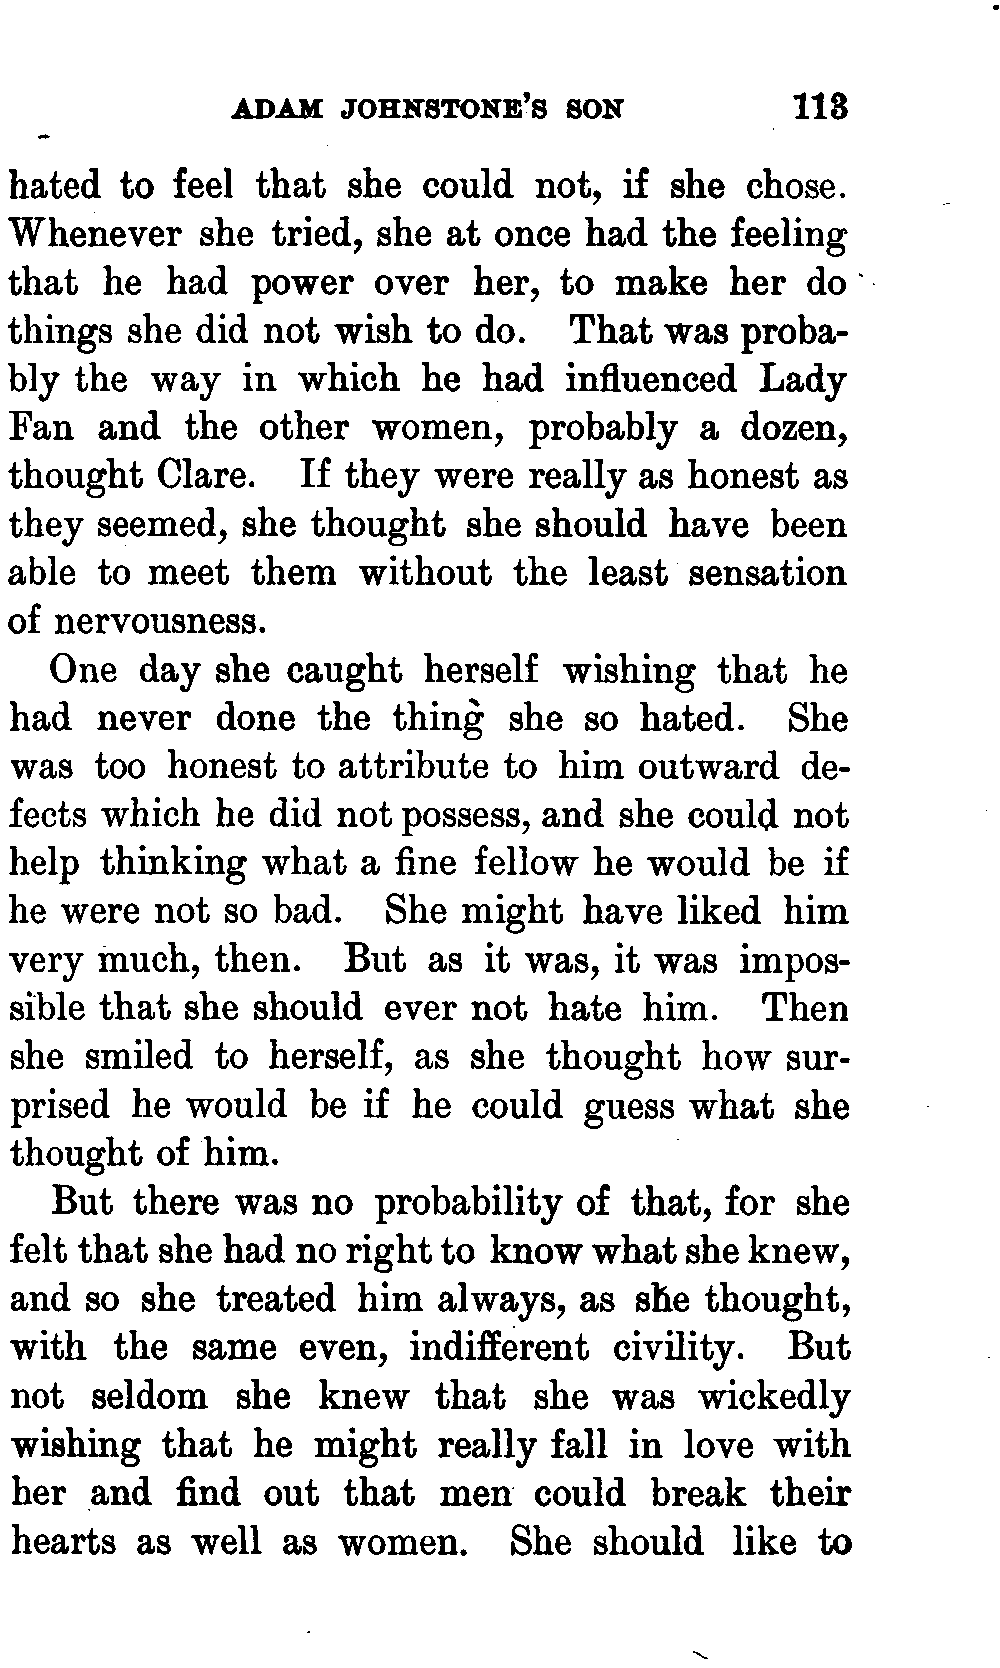 ADAM JOHNSTONE'S SON 113
hated to feel that she could not, if she chose.
Whenever she tried, she at once had the feeling
that he had power over her, to make her do
things she did not wish to do. That was proba-
bly the way in which he had influenced Lady
Fan and the other women, probably a dozen,
thought Clare. If they were really as honest as
they seemed, she thought she should have been
able to meet them without the least sensation
of nervousness.
One day she caught herself wishing that he
had never done the thing she so hated. She
was too honest to attribute to him outward de-
fects which he did not possess, and she could not
help thinking what a fine fellow he would be if
he were not so bad. She might have liked him
very much, then. But as it was, it was impos-
sible that she should ever not hate him. Then
she smiled to herself, as she thought how sur-
prised he would be if he could guess what she
thought of him.
But there was no probability of that, for she
felt that she had no right to know what she knew,
and so she treated him always, as she thought,
with the same even, indifferent civility. But
not seldom she knew that she was wickedly
wishing that he might really fall in love with
her and find out that men could break their
hearts as well as women. She should like to